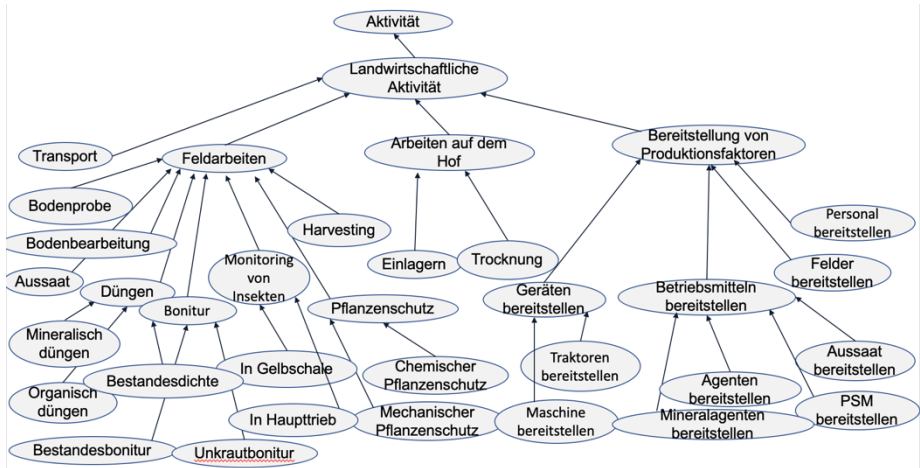 Aktivität
Landwirtschaftliche
Aktivität
Transport
Feldarbeiten
Arbeiten auf dem
Hof
Bereitstellung von
Produktionsfaktoren
Bodenprobe
Bodenbearbeitung
Aussaat
Harvesting
Monitoring
von
Insekten
Einlagern
Trocknung
Personal
bereitstellen
Felder
bereitstellen
Düngen
Bonitur
Pflanzenschutz
Geräten
bereitstellen
Betriebsmitteln
bereitstellen
Mineralisch
düngen
Organisch
düngen
Bestandesdichte
In Gelbschale
Chemischer
Pflanzenschutz
Traktoren
bereitstellen
Aussaat
bereitstellen
Agenten
bereitstellen
PSM
bereitstellen
Bestandesbonitur
Unkrautbonitur
In Haupttrieb
Mechanischer
Pflanzenschutz
Maschine
bereitstellen
Mineralagenten
bereitstellen